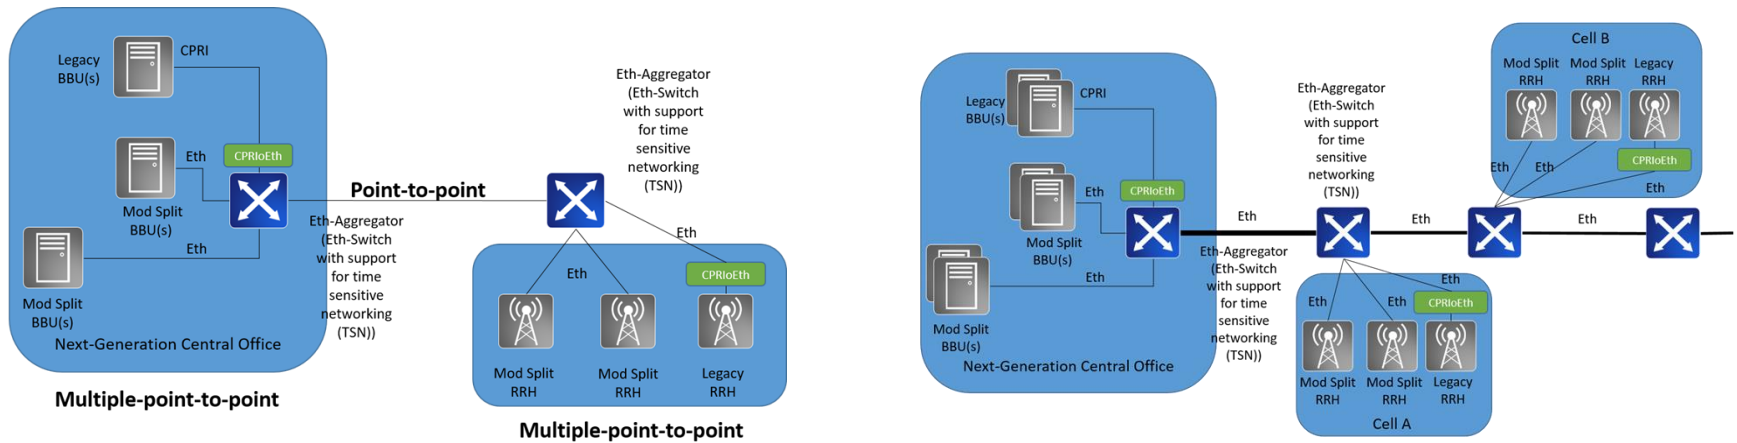 Legacy
BBU(s)
CPRI
Eth
CPRIoEth
Mod Split
BBU(s)
Eth
Mod Split
BBU(s)
Next-Generation Central Office
Multiple-point-to-point
Point-to-point
Eth-Aggregator
(Eth-Switch
with support
for time
sensitive
networking
(TSN))
Eth-Aggregator
(Eth-Switch
with support
for time
sensitive
networking
(TSN))
Eth
Eth
CPRIoEth
Mod Split
RRH
Mod Split
RRH
Legacy
RRH
Multiple-point-to-point
Legacy
BBU(s)
CPRI
Eth
CPRIoEth
Mod Split
BBU(s)
Eth
Mod Split
BBU(s)
Next-Generation Central Office
Eth
Eth-Aggregator
(Eth-Switch
with support
for time
sensitive
networking
(TSN))
Eth-Aggregator
(Eth-Switch
with support
for time
sensitive
networking
(TSN))
Eth
Eth
Cell B
Mod Split
RRH
Mod Split
RRH
Legacy
RRH
CPRIoEth
Eth
Eth
Eth
Eth
Eth
Eth
CPRIoEth
Mod Split
RRH
Mod Split
RRH
Legacy
RRH
Cell A